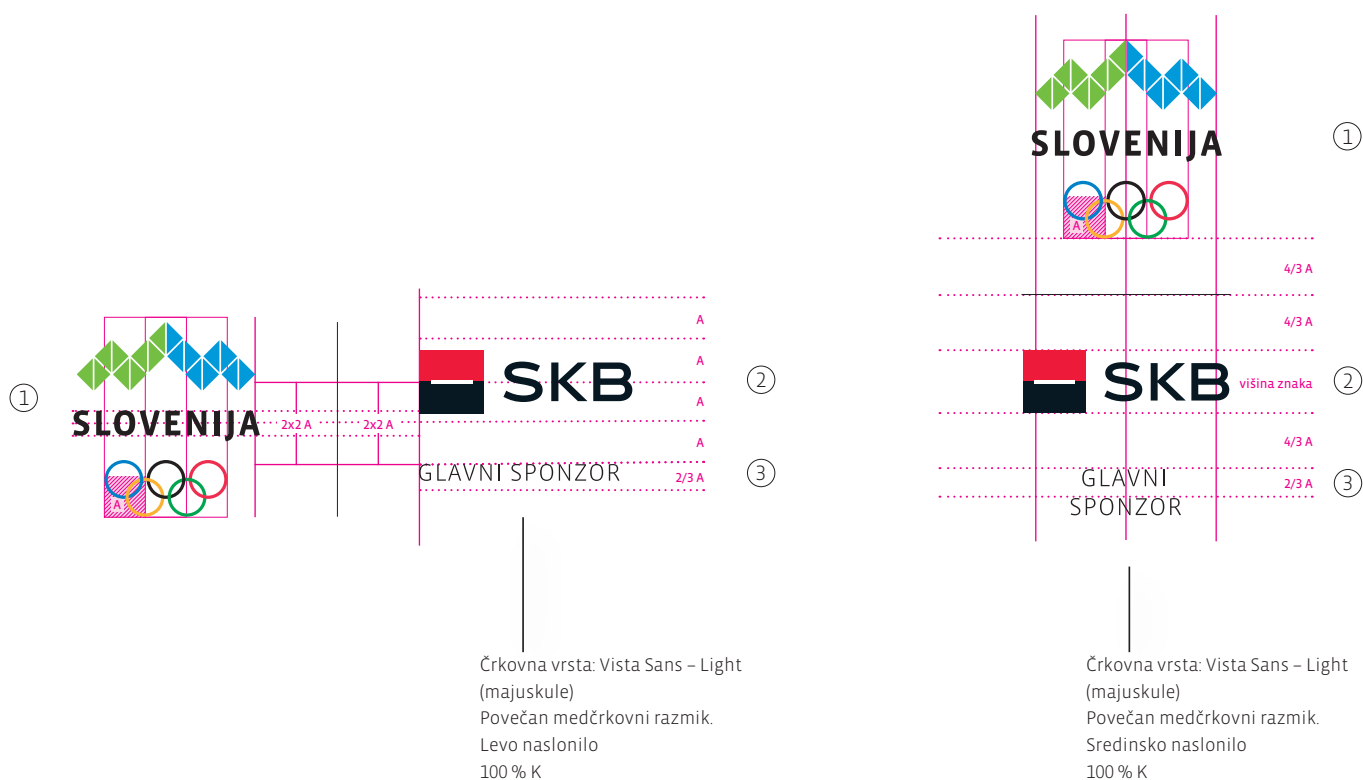 1
SLOVENIJA
A
2x2 A
2x2 A
A
A
A
A
2/3 A
SKB
GLAVNI SPONZOR
2
3
Črkovna vrsta: Vista Sans – Light
(majuskule)
Povečan medčrkovni razmik.
Levo naslonilo
100 % K
SLOVENIJA
1
A
4/3 A
4/3 A
SKB
višina znaka
2
4/3 A
GLAVNI
SPONZOR
2/3 A
3
Črkovna vrsta: Vista Sans – Light
(majuskule)
Povečan medčrkovni razmik.
Sredinsko naslonilo
100 % K